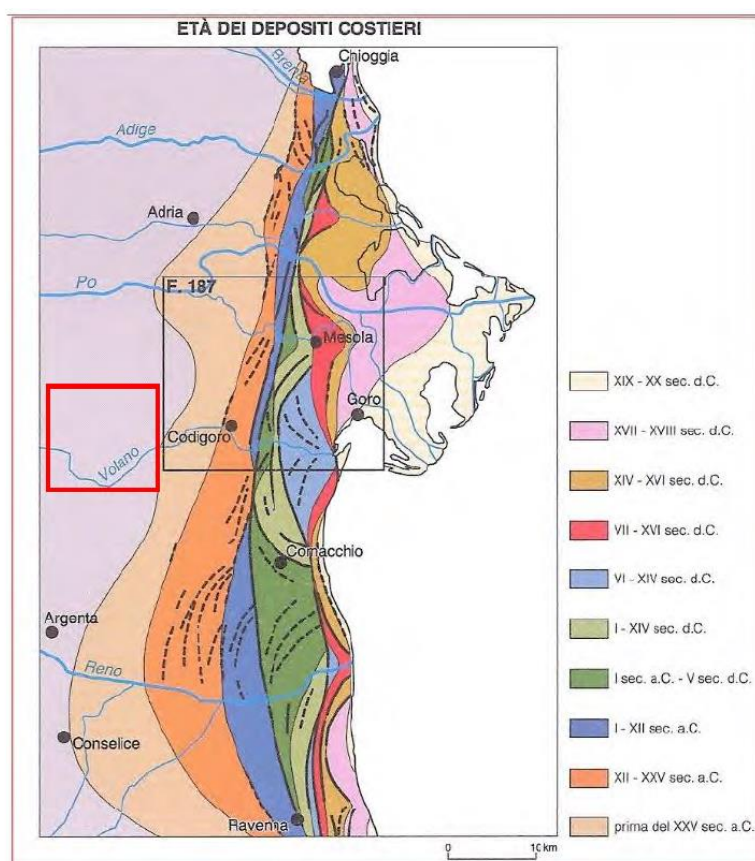 ETÀ DEI DEPOSITI COSTIERI
Chioggia
Brenta
Adige
Adria
Po
F. 187
Mesola
Goro
Codigoro
Volano
Comacchio
Argenta
Reno
Conselice
Ravenna
XIX - XX sec. d.C.
XVII - XVIII sec. d.C.
XIV - XVI sec. d.C.
VII - XVI sec. d.C.
VI - XIV sec. d.C.
I - XIV sec. d.C.
I sec. a.C. - V sec. d.C.
I - XII sec. a.C.
XII - XXV sec. a.C.
prima del XXV sec. a.C.
0 10 km